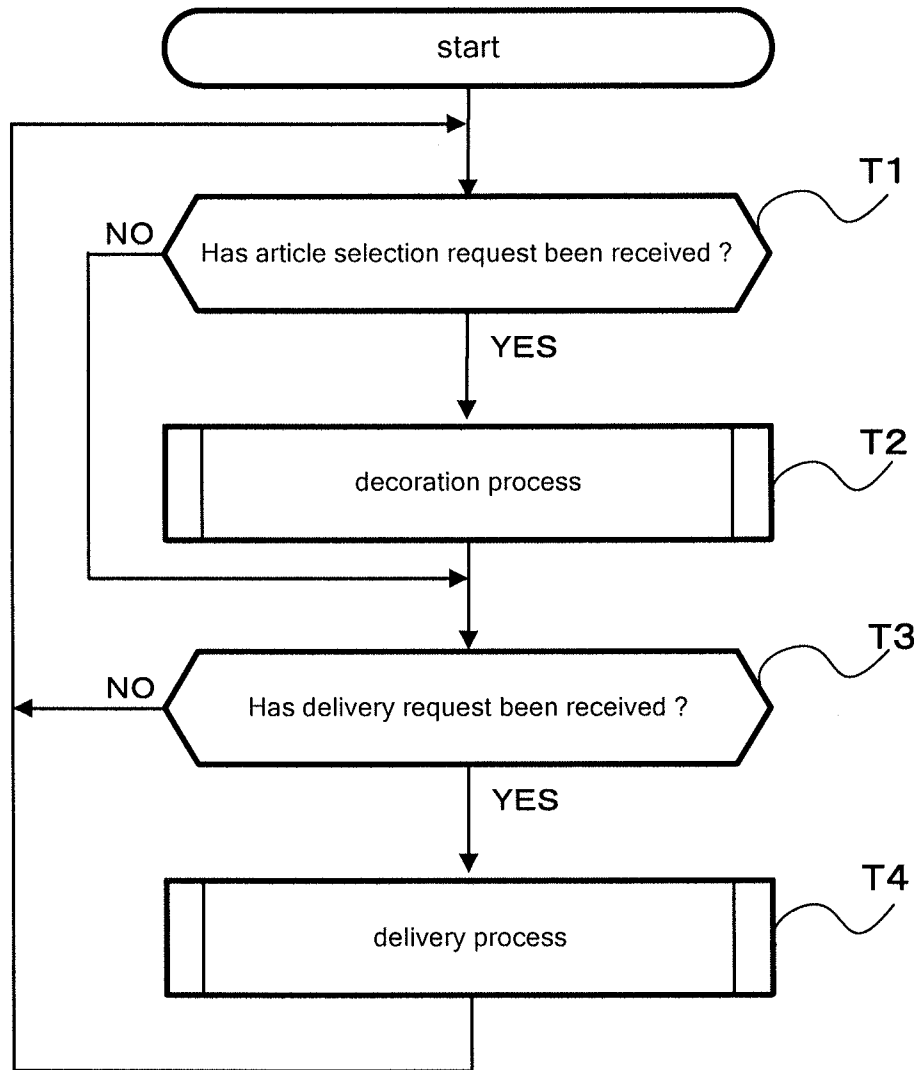 start
T1
NO
Has article selection request been received ?
YES
T2
decoration process
T3
NO
Has delivery request been received ?
YES
T4
delivery process